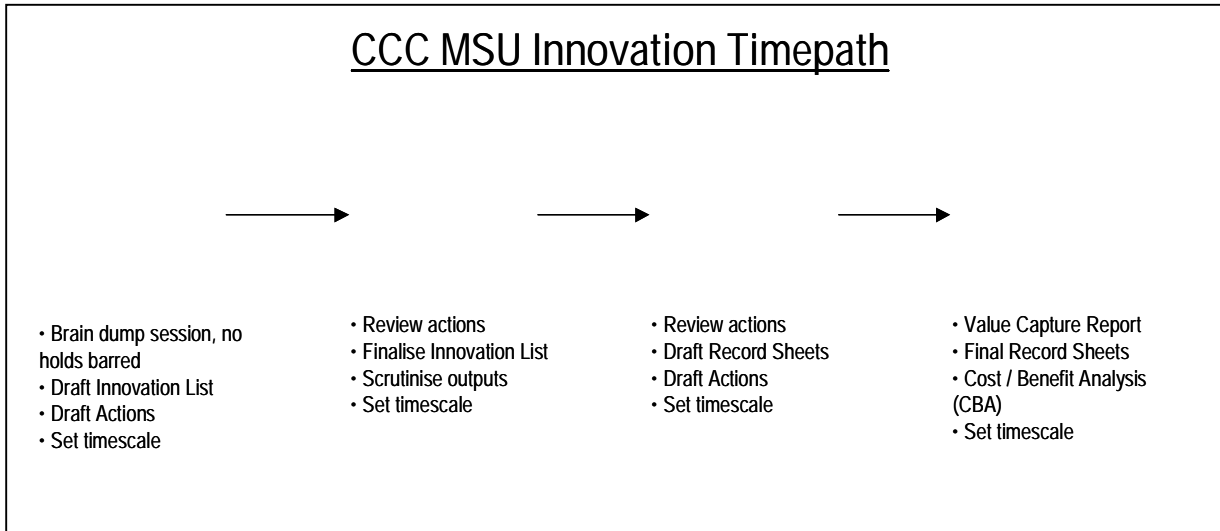 CCC MSU Innovation Timepath
• Brain dump session, no
holds barred
• Draft Innovation List
• Draft Actions
• Set timescale
• Review actions
• Finalise Innovation List
• Scrutinise outputs
• Set timescale
• Review actions
• Draft Record Sheets
• Draft Actions
• Set timescale
• Value Capture Report
• Final Record Sheets
• Cost / Benefit Analysis
(CBA)
• Set timescale